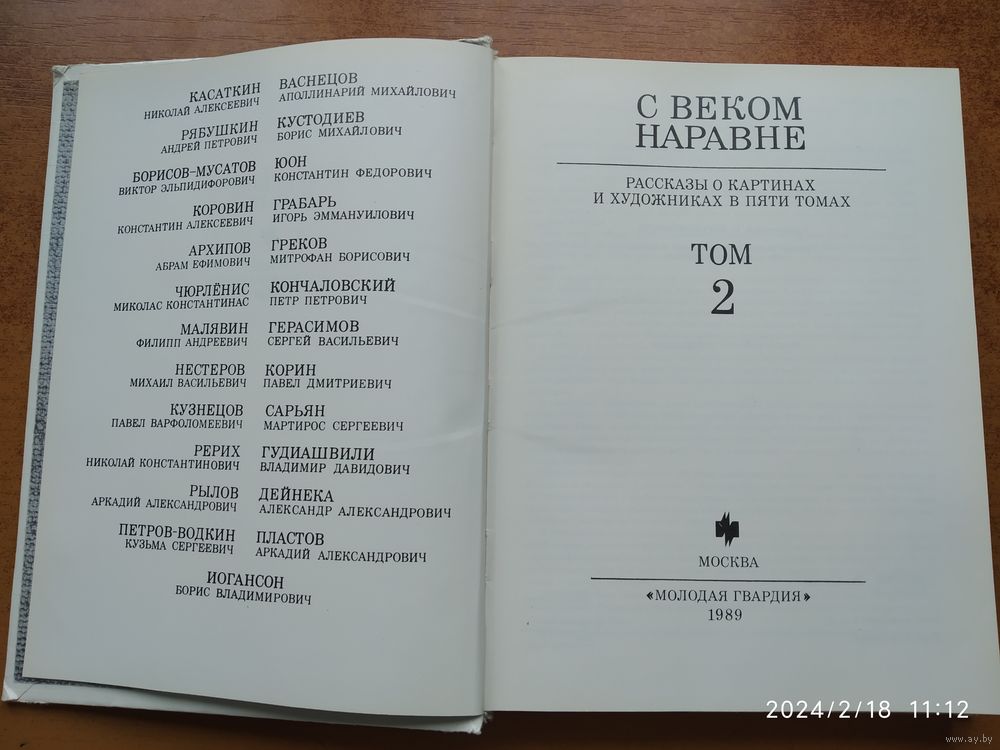 КАСАТКИН
НИКОЛАЙ АЛЕКСЕЕВИЧ
РЯБУШКИН
АНДРЕЙ ПЕТРОВИЧ
БОРИСОВ-МУСАТОВ
ВИКТОР ЭЛЬПИДИФОРОВИЧ
КОРОВИН
КОНСТАНТИН АЛЕКСЕЕВИЧ
АРХИПОВ
АБРАМ ЕФИМОВИЧ
ЧЮРЛЁНИС
МИКОЛАС КОНСТАНТИНАС
МАЛЯВИН
ФИЛИПП АНДРЕЕВИЧ
НЕСТЕРОВ
МИХАИЛ ВАСИЛЬЕВИЧ
КУЗНЕЦОВ
ПАВЕЛ ВАРФОЛОМЕЕВИЧ
РЕРИХ
НИКОЛАЙ КОНСТАНТИНОВИЧ
РЫЛОВ
АРКАДИЙ АЛЕКСАНДРОВИЧ
ПЕТРОВ-ВОДКИН
КУЗЬМА СЕРГЕЕВИЧ
ВАСНЕЦОВ
АПОЛЛИНАРИЙ МИХАЙЛОВИЧ
КУСТОДИЕВ
БОРИС МИХАЙЛОВИЧ
ЮОН
КОНСТАНТИН ФЕДОРОВИЧ
ГРАБАРЬ
ИГОРЬ ЭММАНУИЛОВИЧ
ГРЕКОВ
МИТРОФАН БОРИСОВИЧ
КОНЧАЛОВСКИЙ
ПЕТР ПЕТРОВИЧ
ГЕРАСИМОВ
СЕРГЕЙ ВАСИЛЬЕВИЧ
КОРИН
ПАВЕЛ ДМИТРИЕВИЧ
САРЬЯН
МАРТИРОС СЕРГЕЕВИЧ
ГУДИАШВИЛИ
ВЛАДИМИР ДАВИДОВИЧ
ДЕЙНЕКА
АЛЕКСАНДР АЛЕКСАНДРОВИЧ
ПЛАСТОВ
АРКАДИЙ АЛЕКСАНДРОВИЧ
ИОГАНСОН
БОРИС ВЛАДИМИРОВИЧ
С ВЕКОМ
НАРАВНЕ
РАССКАЗЫ О КАРТИНАХ
И ХУДОЖНИКАХ В ПЯТИ ТОМАХ
ТОМ
2
МОСКВА
«МОЛОДАЯ ГВАРДИЯ»
1989
2024/2/18 11:12
www.ay.by